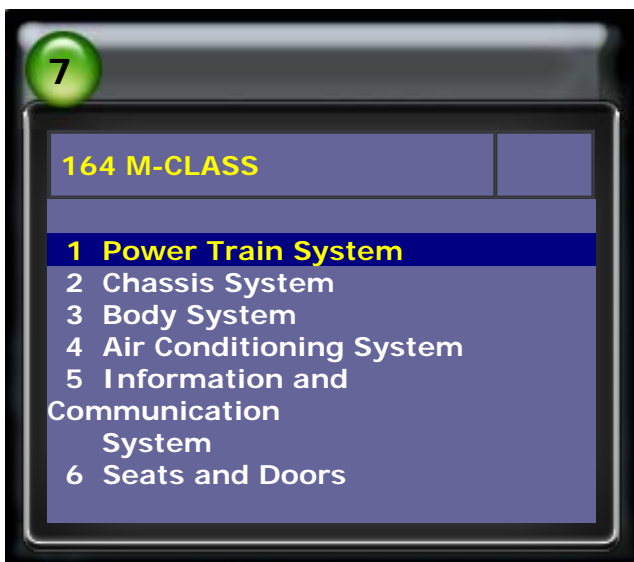 7
164 M-CLASS
1 Power Train System
2 Chassis System
3 Body System
4 Air Conditioning System
5 Information and
Communication
System
6 Seats and Doors